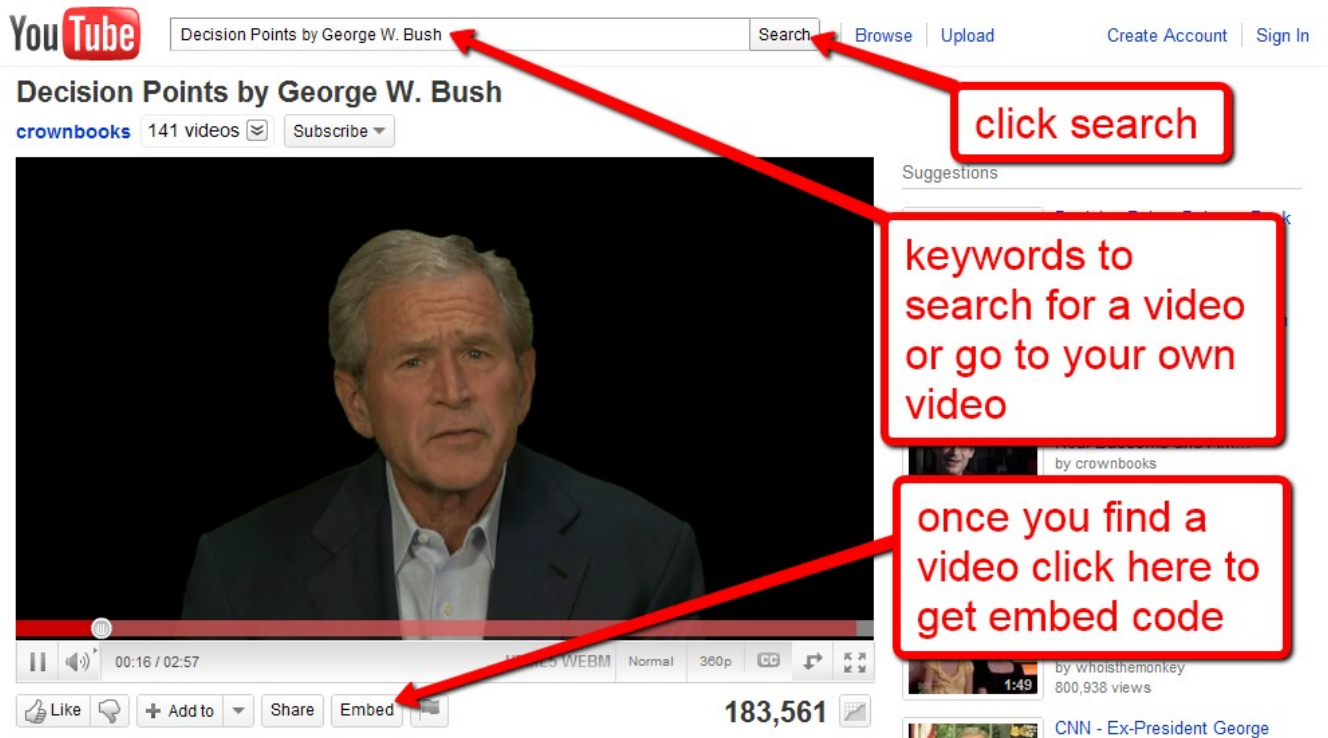 You Tube
Decision Points by George W. Bush
Search
Browse
Upload
Create Account
Sign In
Decision Points by George W. Bush
crownbooks
141 videos
Subscribe
click search
Suggestions
keywords to
search for a video
or go to your own
video
by crownbooks
once you find a
video click here to
get embed code
00:16 / 02:57
WEBM
Normal
360p
CC
by whoisthemonkey
1:49
800,938 views
Like
Add to
Share
Embed
183,561
CNN - Ex-President George